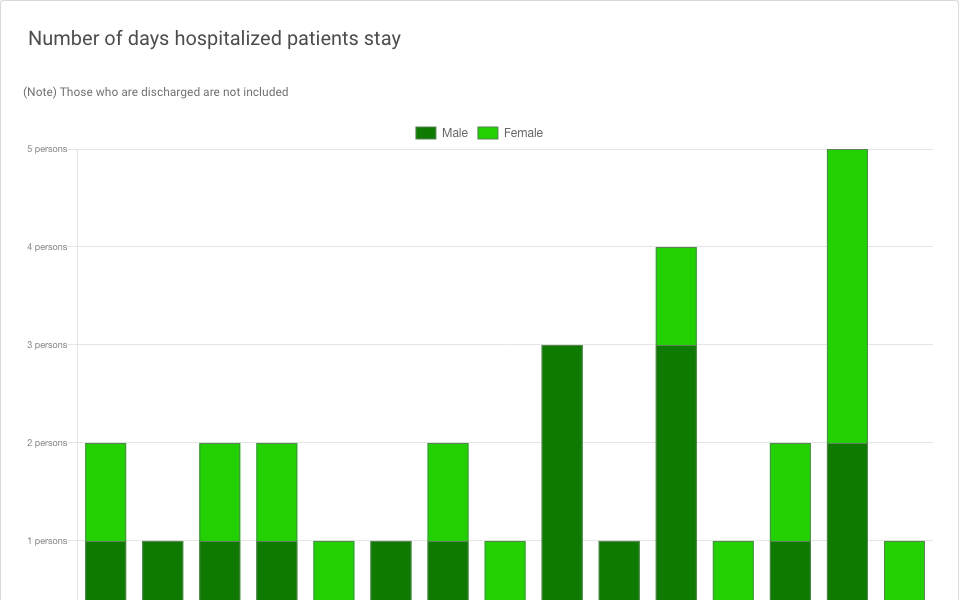 Number of days hospitalized patients stay
(Note) Those who are discharged are not included
Male Female
5 persons
4 persons
3 persons
2 persons
1 persons